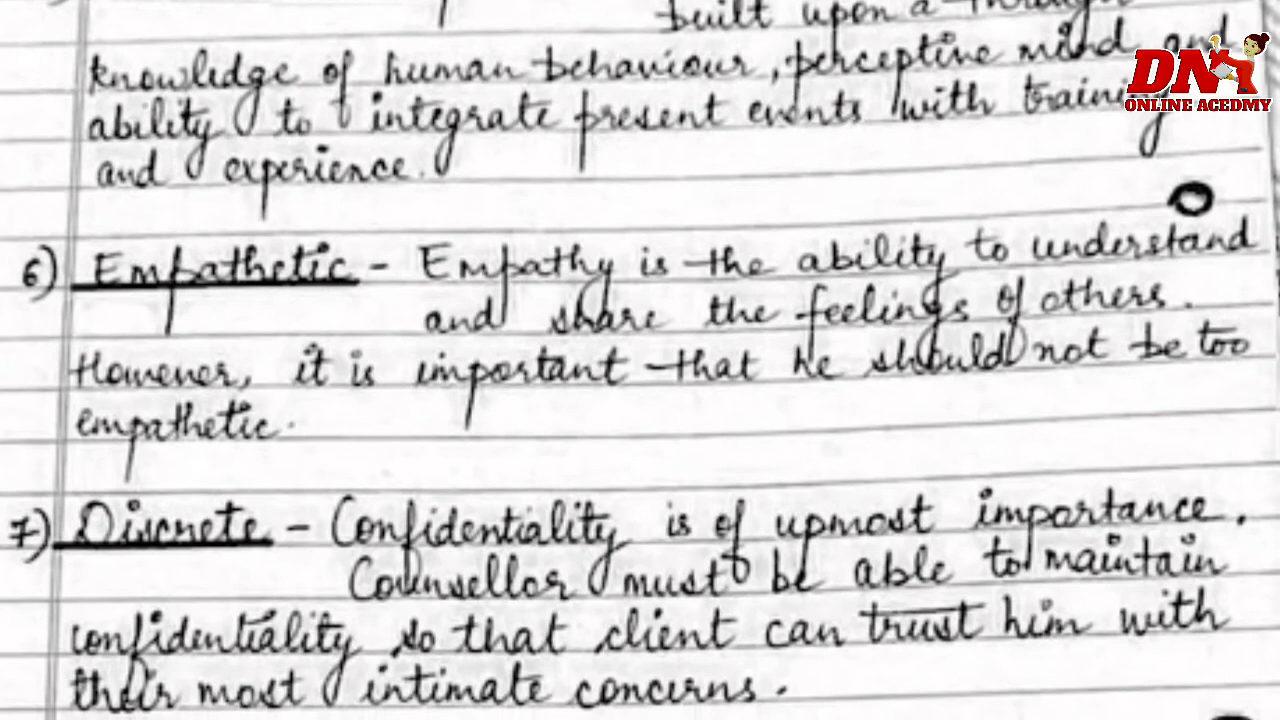 built upon a through
knowledge of human behaviour, perceptive mind and
ability to integrate present events with training
and experience.
6) Empathetic - Empathy is the ability to understand
and share the feelings of others.
However, it is important that he should not be too
empathetic.
7) Discrete - Confidentiality is of upmost importance.
Counsellor must be able to maintain
confidentiality so that client can trust him with
their most intimate concerns.
DN
ONLINE ACEDMY